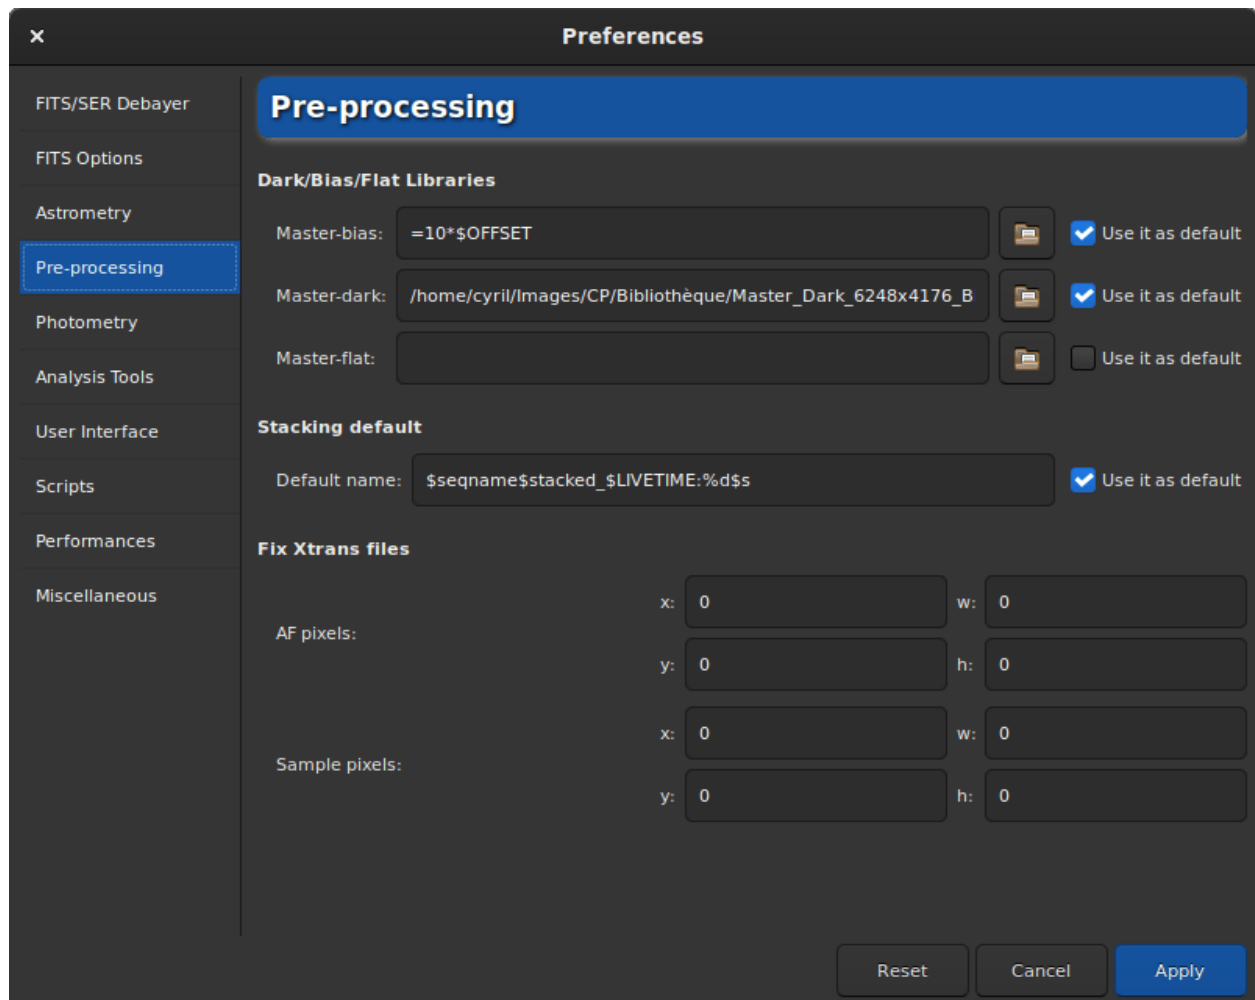 Preferences
FITS/SER Debayer
FITS Options
Astrometry
Pre-processing
Photometry
Analysis Tools
User Interface
Scripts
Performances
Miscellaneous
Pre-processing
Dark/Bias/Flat Libraries
Master-bias: =10*$OFFSET Use it as default
Master-dark: /home/cyril/Images/CP/Bibliothèque/Master_Dark_6248x4176_B Use it as default
Master-flat: Use it as default
Stacking default
Default name: $seqname$stacked_$LIVETIME:%d$s Use it as default
Fix Xtrans files
AF pixels:
x: 0 w: 0
y: 0 h: 0
Sample pixels:
x: 0 w: 0
y: 0 h: 0
Reset Cancel Apply